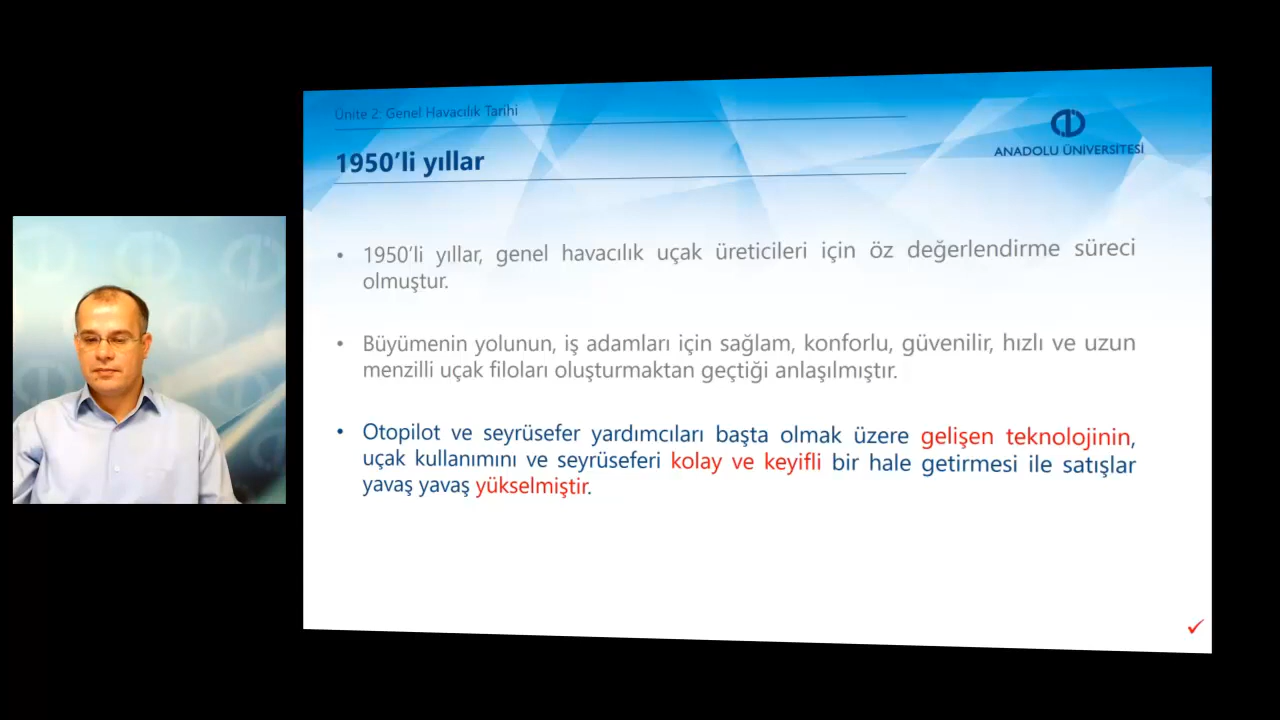 Ünite 2: Genel Havacılık Tarihi
ANADOLU ÜNİVERSİTESİ
1950’li yıllar
• 1950’li yıllar, genel havacılık uçak üreticileri için öz değerlendirme süreci
olmuştur.
• Büyümenin yolunun, iş adamları için sağlam, konforlu, güvenilir, hızlı ve uzun
menzilli uçak filoları oluşturmaktan geçtiği anlaşılmıştır.
• Otopilot ve seyrüsefer yardımcıları başta olmak üzere gelişen teknolojinin,
uçak kullanımını ve seyrüseferi kolay ve keyifli bir hale getirmesi ile satışlar
yavaş yavaş yükselmiştir.